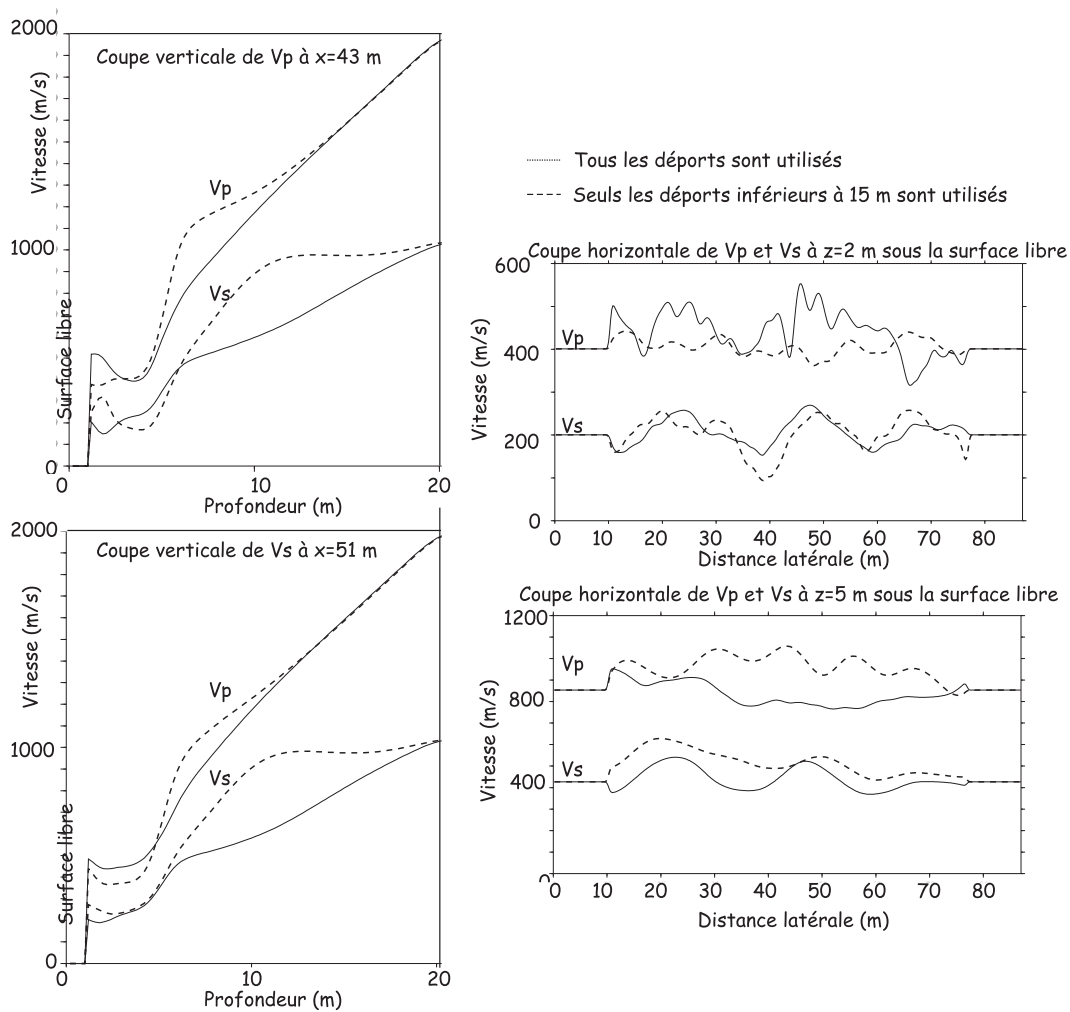 2000
Coupe verticale de Vp à x=43 m
Vitesse (m/s)
Vp
1000
Vs
Surface libre
0
0 10 20
Profondeur (m)
2000
Coupe verticale de Vs à x=51 m
Vitesse (m/s)
Vp
1000
Vs
Surface libre
0
0 10 20
Profondeur (m)
Tous les déports sont utilisés
Seuls les déports inférieurs à 15 m sont utilisés
Coupe horizontale de Vp et Vs à z=2 m sous la surface libre
600
Vitesse (m/s)
Vp
400
Vs
200
0
0 10 20 30 40 50 60 70 80
Distance latérale (m)
Coupe horizontale de Vp et Vs à z=5 m sous la surface libre
1200
Vp
800
Vitesse (m/s)
Vs
400
0
0 10 20 30 40 50 60 70 80
Distance latérale (m)